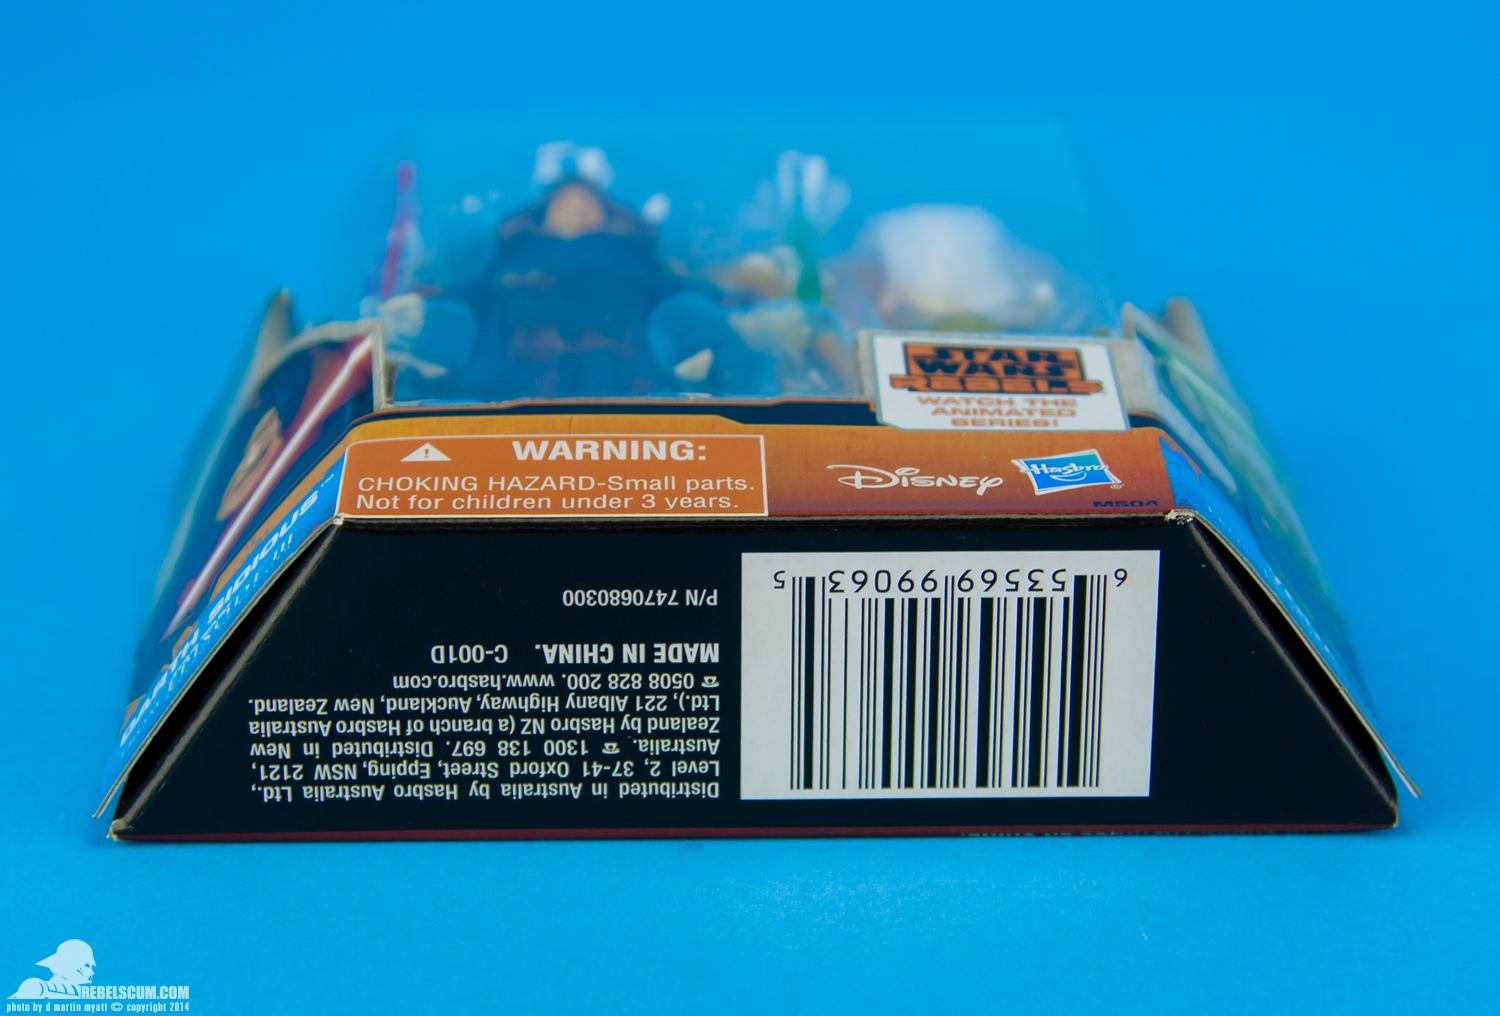 STAR
WARS
REBELS
WATCH THE
ANIMATED
SERIES!
⚠ WARNING:
CHOKING HAZARD-Small parts.
Not for children under 3 years.
Disney
Hasbro®
MS04
DARTH SIDIOUS™
Distributed in Australia by Hasbro Australia Ltd.,
Level 2, 37-41 Oxford Street, Epping, NSW 2121,
Australia. ☎ 1300 138 697. Distributed in New
Zealand by Hasbro NZ (a branch of Hasbro Australia
Ltd.), 221 Albany Highway, Auckland, New Zealand.
☎ 0508 828 200. www.hasbro.com
MADE IN CHINA. C-001D
P/N 7470680300
6 53569 99063 5
REBELSCUM.COM
photo by d martin myatt © copyright 2014